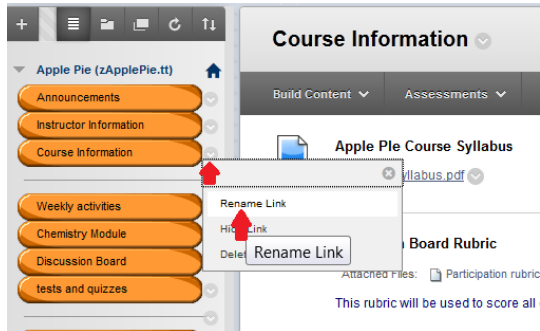 Apple Pie (zApplePie.tt)
Announcements
Instructor Information
Course Information
Weekly activities
Chemistry Module
Discussion Board
tests and quizzes
Rename Link
Link
Rename Link
Course Information
Build Content
Assessments
Apple PIe Course Syllabus
yllabus.pdf
Board Rubric
Attached Files: Participation rubric
This rubric will be used to score all